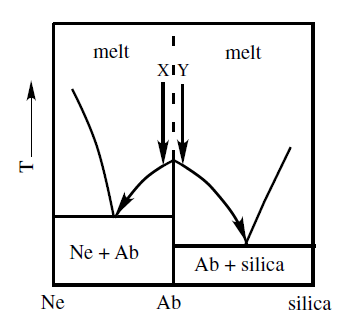 melt melt
X Y
T
Ne + Ab
Ab + silica
Ne Ab silica